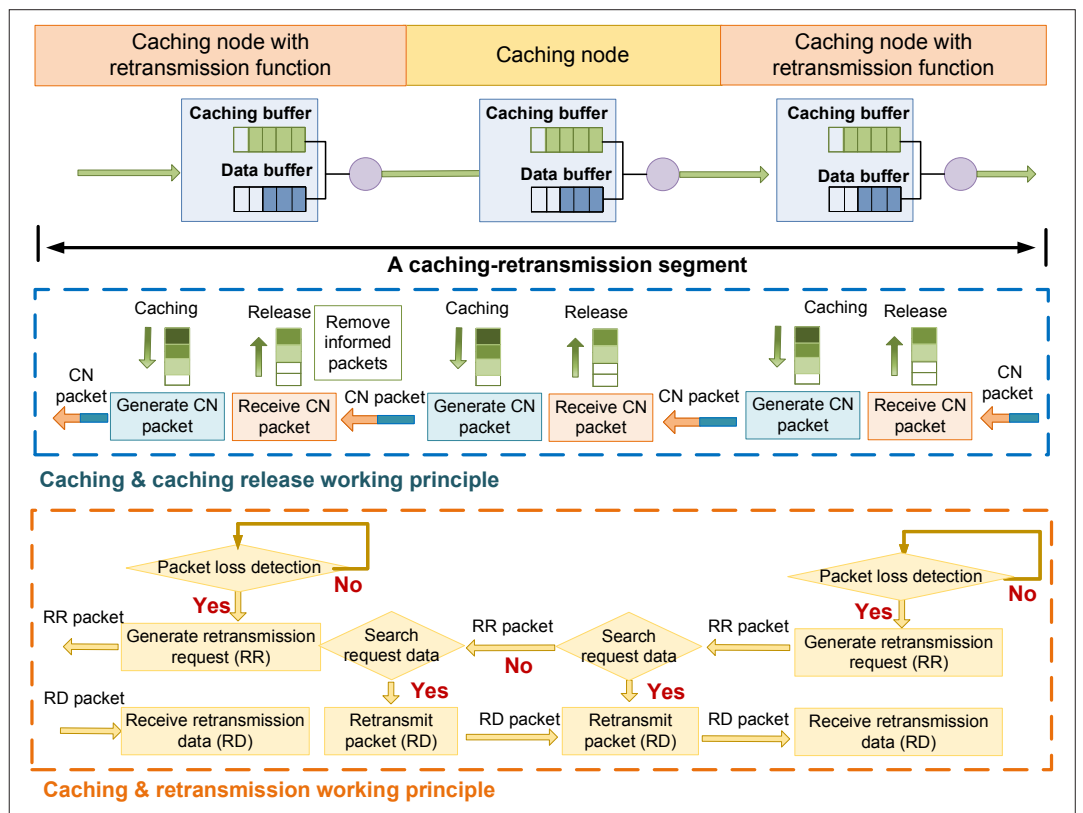 Caching node with
retransmission function
Caching node
Caching node with
retransmission function
Caching buffer
Data buffer
Caching buffer
Data buffer
Caching buffer
Data buffer
A caching-retransmission segment
Caching
Release
Remove
informed
packets
Caching
Release
Caching
Release
CN
packet
Generate CN
packet
Receive CN
packet
CN packet
Generate CN
packet
Receive CN
packet
CN packet
Generate CN
packet
Receive CN
packet
CN
packet
Caching & caching release working principle
Packet loss detection
No
Yes
Packet loss detection
No
Yes
RR packet
Generate retransmission
request (RR)
Search
request data
RR packet
No
Search
request data
RR packet
Generate retransmission
request (RR)
Yes
Yes
RD packet
Receive retransmission
data (RD)
Retransmit
packet (RD)
RD packet
Retransmit
packet (RD)
RD packet
Receive retransmission
data (RD)
Caching & retransmission working principle